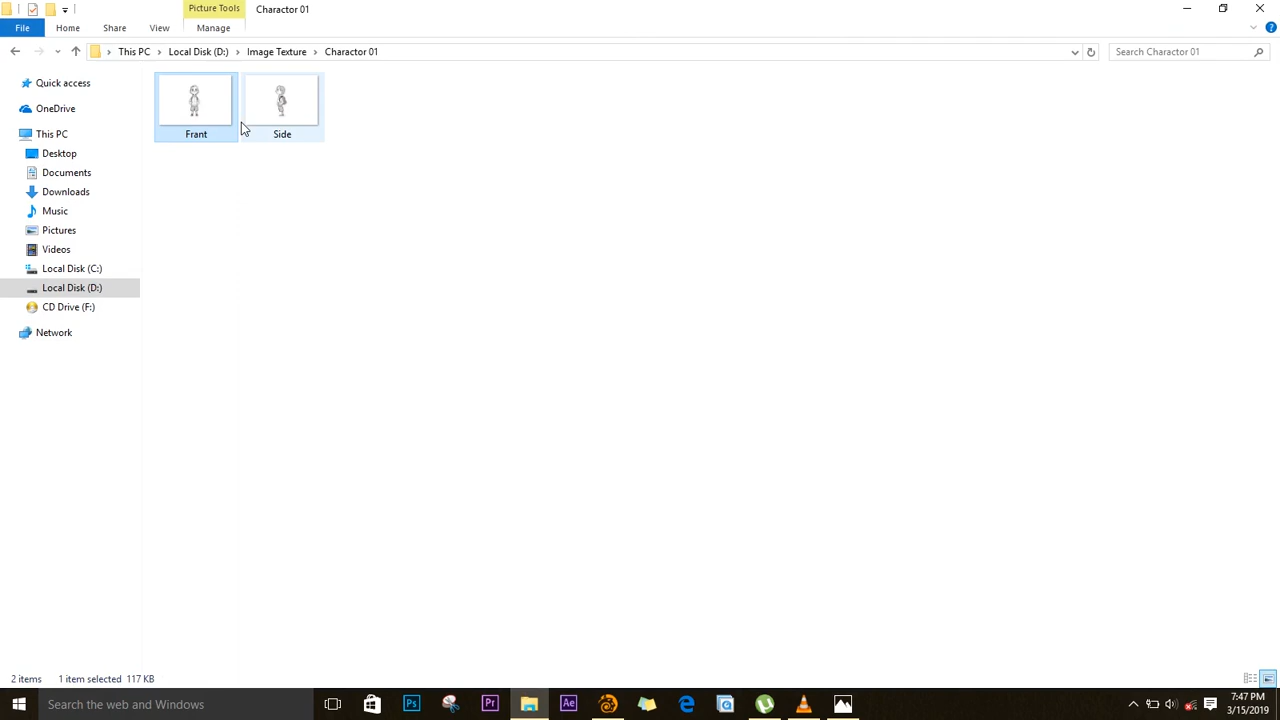 Picture Tools
Charactor 01
File
Home
Share
View
Manage
This PC
Local Disk (D:)
Image Texture
Charactor 01
Search Charactor 01
Quick access
OneDrive
This PC
Desktop
Documents
Downloads
Music
Pictures
Videos
Local Disk (C:)
Local Disk (D:)
CD Drive (F:)
Network
Frant
Side
2 items
1 item selected 117 KB
Search the web and Windows
Ps
Pr
Ae
7:47 PM
3/15/2019